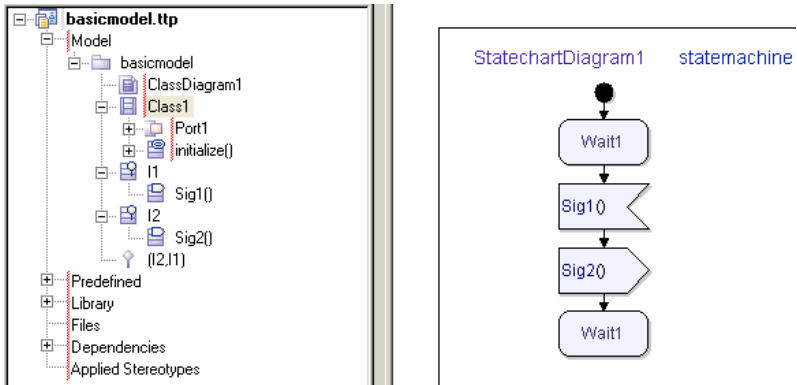 basicmodel.ttp
Model
basicmodel
ClassDiagram1
Class1
Port1
initialize()
I1
Sig1()
I2
Sig2()
(I2,I1)
Predefined
Library
Files
Dependencies
Applied Stereotypes
StatechartDiagram1 statemachine
Wait1
Sig1()
Sig2()
Wait1